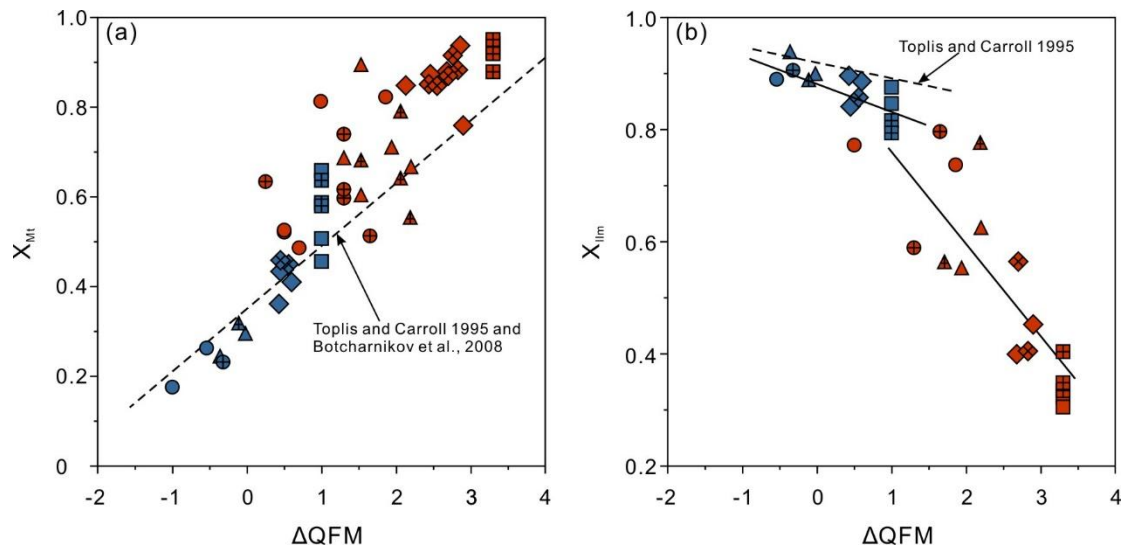 (a)
X_Mt
1.0
0.8
0.6
0.4
0.2
0
Toplis and Carroll 1995 and
Botcharnikov et al., 2008
-2 -1 0 1 2 3 4
ΔQFM
(b)
X_Ilm
1.0
0.8
0.6
0.4
0.2
Toplis and Carroll 1995
-2 -1 0 1 2 3 4
ΔQFM